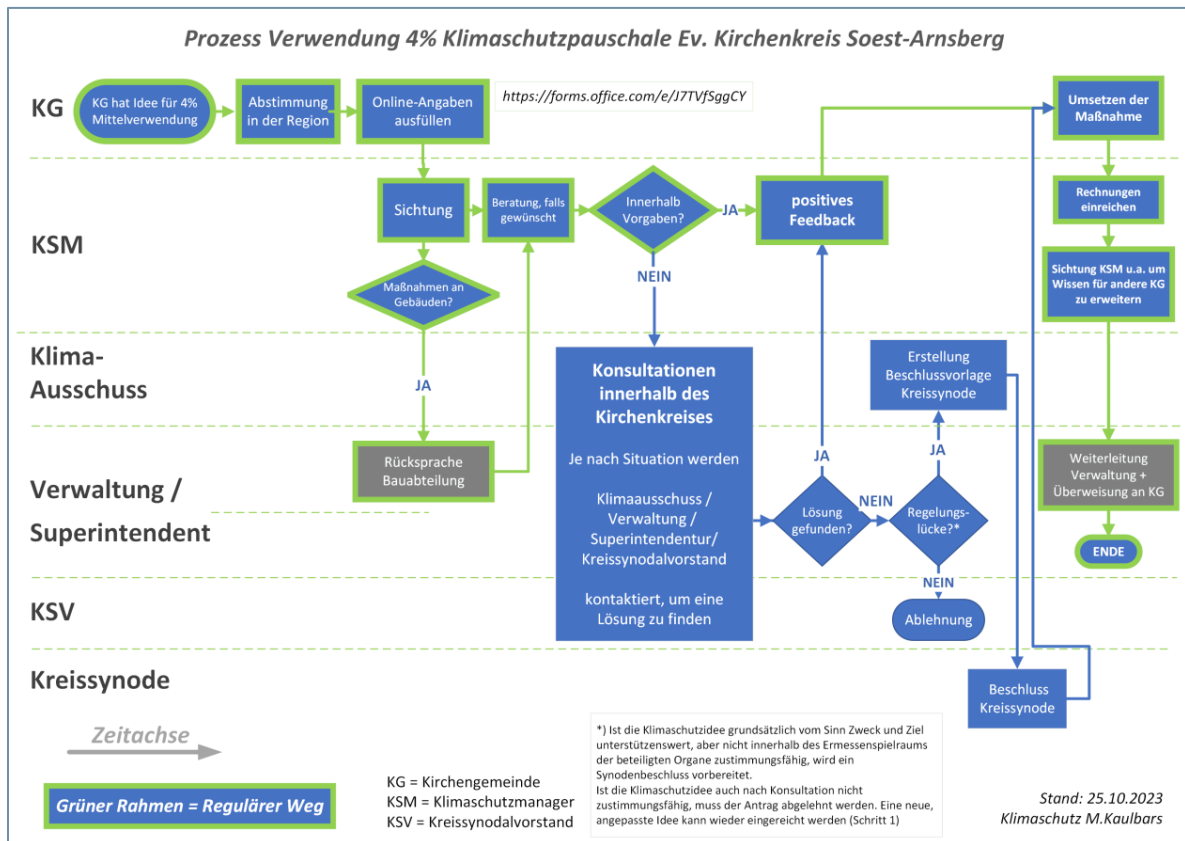 Prozess Verwendung 4% Klimaschutzpauschale Ev. Kirchenkreis Soest-Arnsberg
KG
KG hat Idee für 4%
Mittelverwendung
Abstimmung
in der Region
Online-Angaben
ausfüllen
https://forms.office.com/e/J7TVfSggCY
Umsetzen der
Maßnahme
KSM
Sichtung
Beratung, falls
gewünscht
Innerhalb
Vorgaben?
JA
positives
Feedback
Rechnungen
einreichen
NEIN
Maßnahmen an
Gebäuden?
Sichtung KSM u.a. um
Wissen für andere KG
zu erweitern
Klima-
Ausschuss
JA
Konsultationen
innerhalb des
Kirchenkreises
Je nach Situation werden
Klimaausschuss /
Verwaltung /
Superintendentur/
Kreissynodalvorstand
kontaktiert, um eine
Lösung zu finden
Erstellung
Beschlussvorlage
Kreissynode
Verwaltung /
Superintendent
Rücksprache
Bauabteilung
JA
JA
Lösung
gefunden?
NEIN
Regelungs-
lücke?*
Weiterleitung
Verwaltung +
Überweisung an KG
ENDE
KSV
NEIN
Ablehnung
Kreissynode
Beschluss
Kreissynode
Zeitachse
Grüner Rahmen = Regulärer Weg
KG = Kirchengemeinde
KSM = Klimaschutzmanager
KSV = Kreissynodalvorstand
*) Ist die Klimaschutzidee grundsätzlich vom Sinn Zweck und Ziel
unterstützenswert, aber nicht innerhalb des Ermessenspielraums
der beteiligten Organe zustimmungsfähig, wird ein
Synodenbeschluss vorbereitet.
Ist die Klimaschutzidee auch nach Konsultation nicht
zustimmungsfähig, muss der Antrag abgelehnt werden. Eine neue,
angepasste Idee kann wieder eingereicht werden (Schritt 1)
Stand: 25.10.2023
Klimaschutz M.Kaulbars